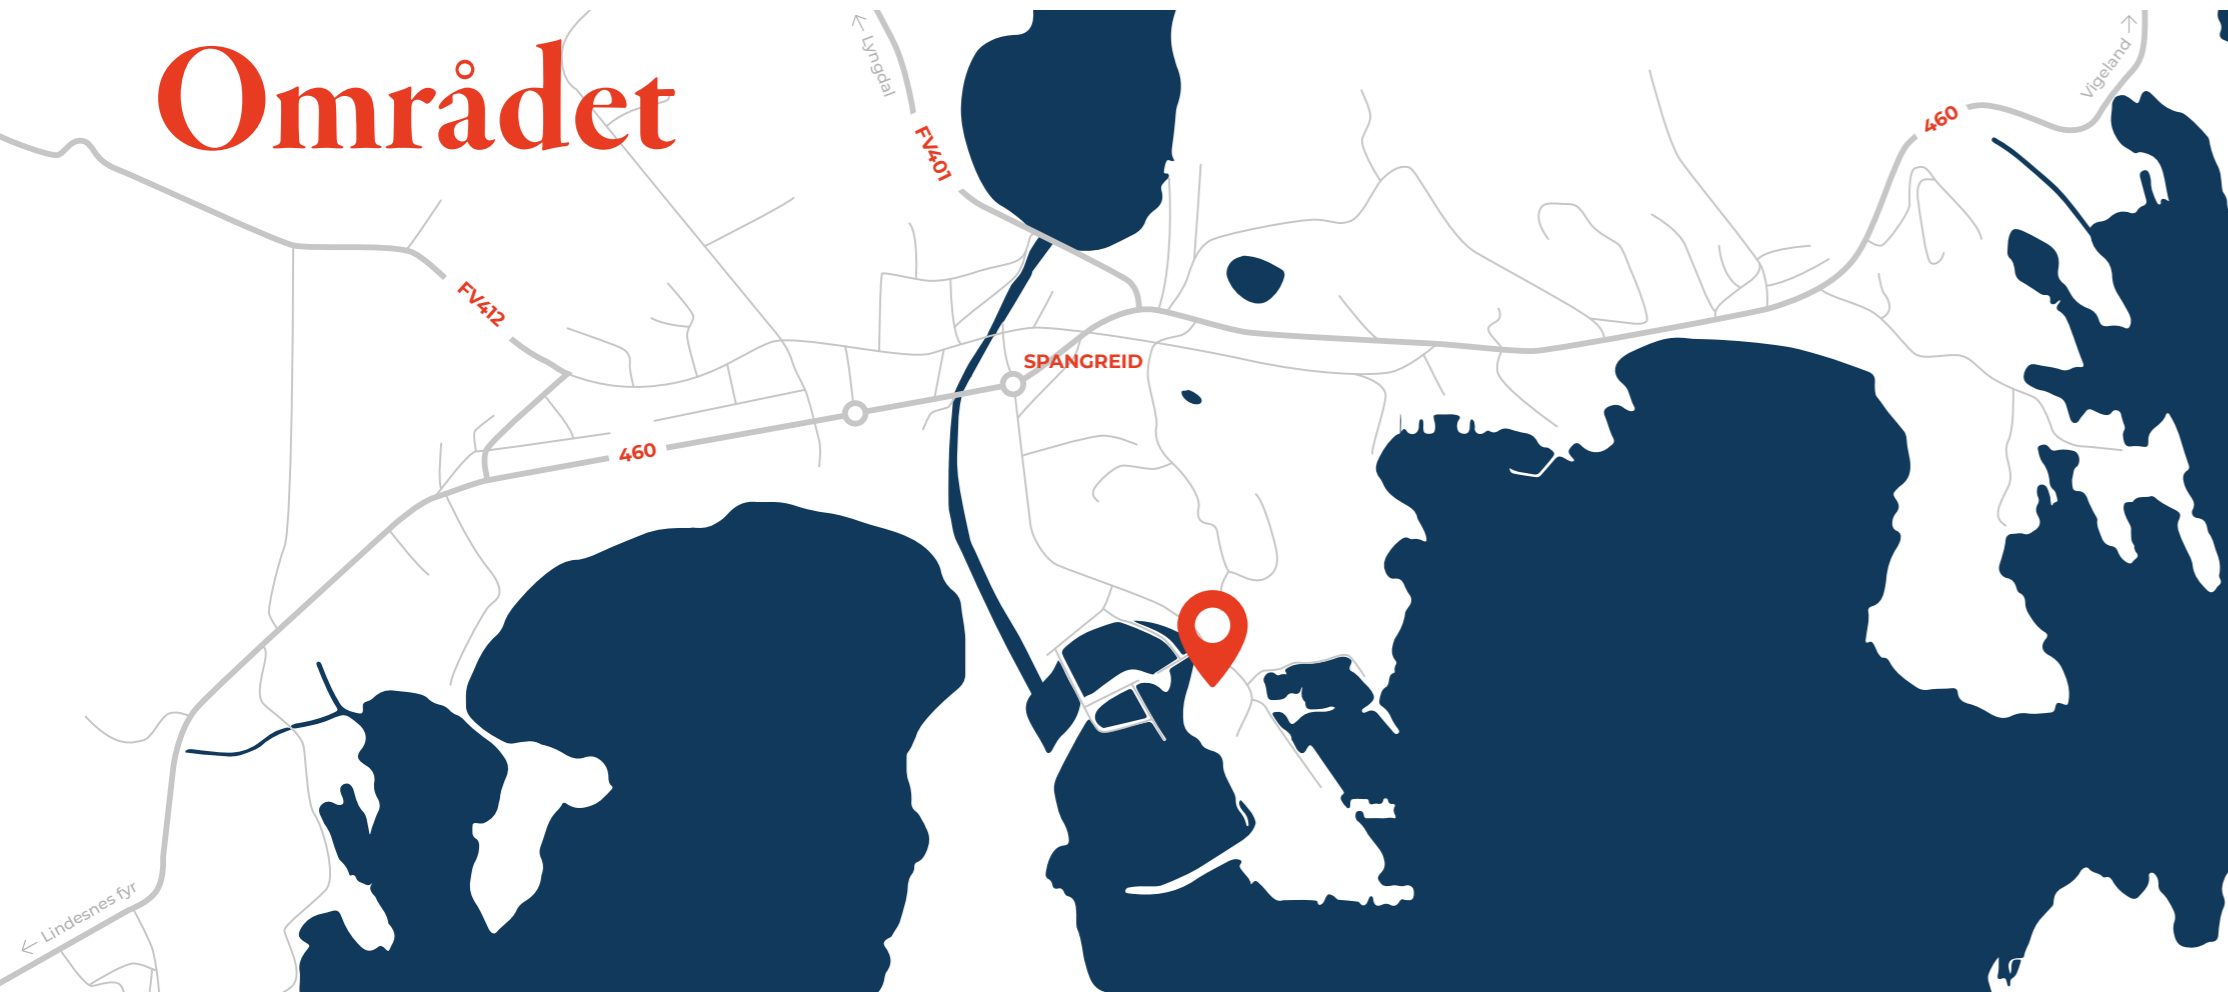 Området
← Lyngdal
Vigeland →
FV401
460
FV412
SPANGREID
460
← Lindesnes fyr